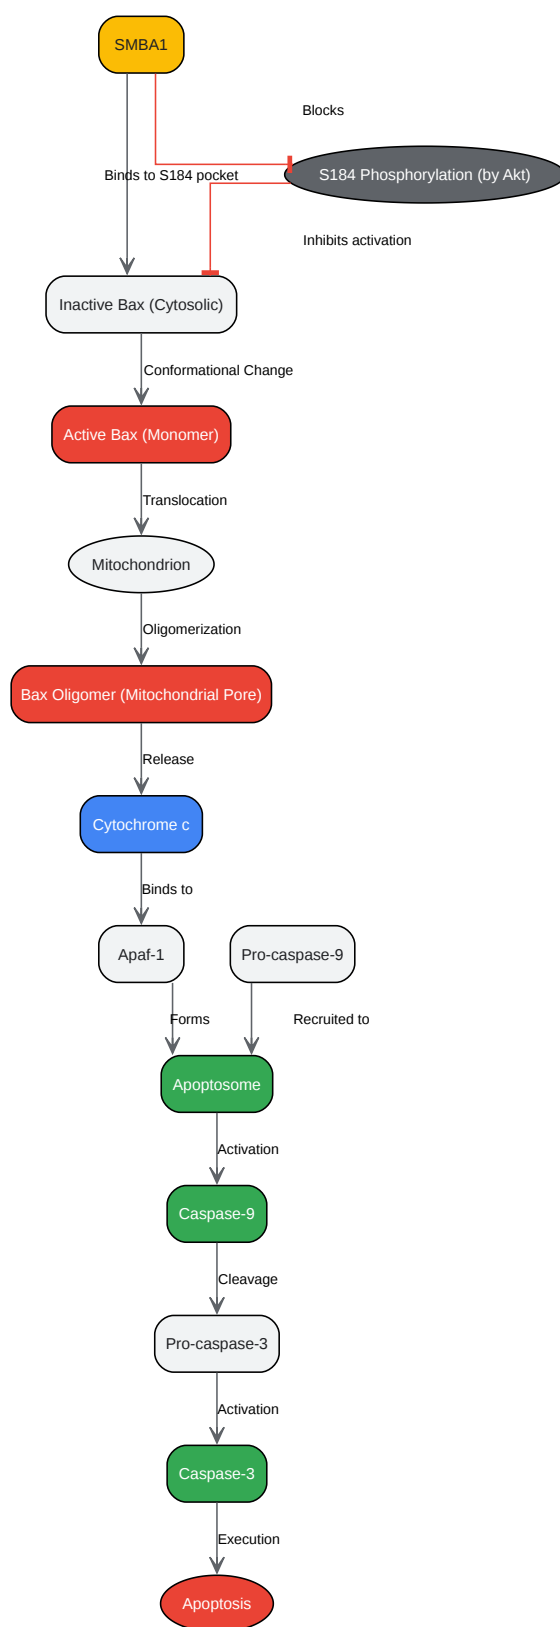 SMBA1
Blocks
Binds to S184 pocket
S184 Phosphorylation (by Akt)
Inhibits activation
Inactive Bax (Cytosolic)
Conformational Change
Active Bax (Monomer)
Translocation
Mitochondrion
Oligomerization
Bax Oligomer (Mitochondrial Pore)
Release
Cytochrome c
Binds to
Apaf-1
Pro-caspase-9
Forms
Recruited to
Apoptosome
Activation
Caspase-9
Cleavage
Pro-caspase-3
Activation
Caspase-3
Execution
Apoptosis